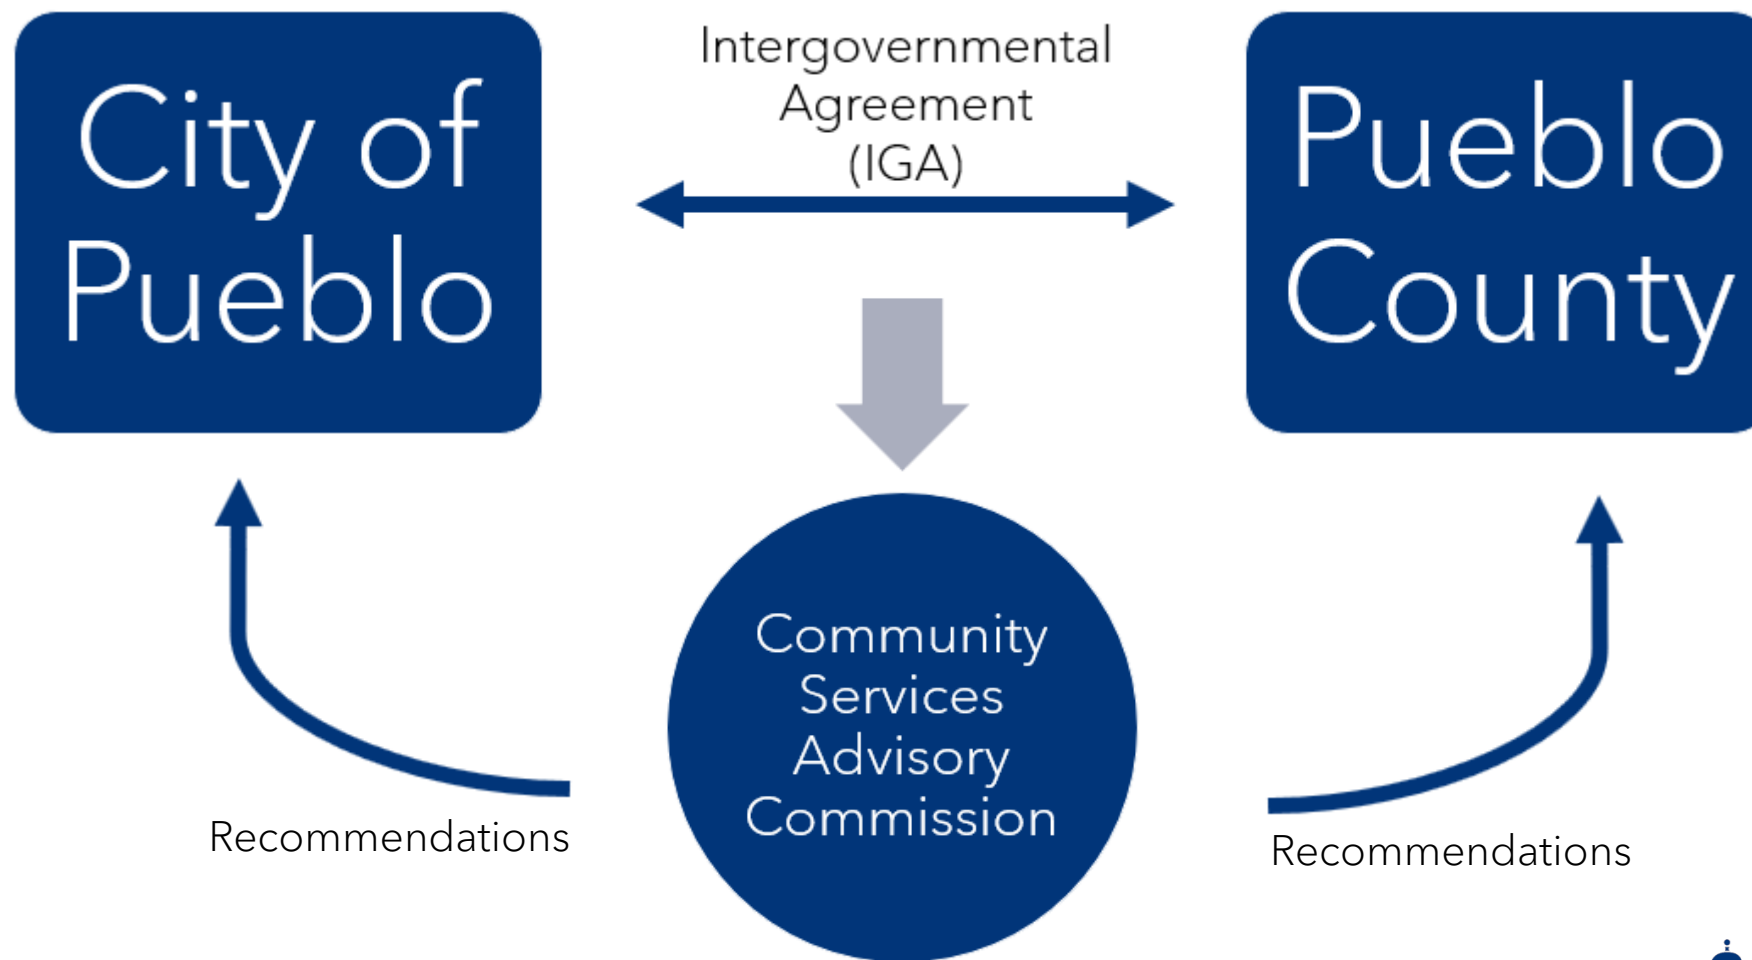 City of
Pueblo
Intergovernmental
Agreement
(IGA)
Pueblo
County
Community
Services
Advisory
Commission
Recommendations
Recommendations